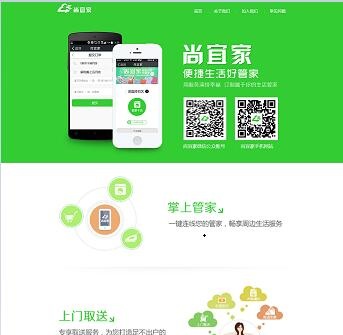 尚宜家
首页 关于我们 加入我们 常见问题
尚宜家
便捷生活好管家
尚宜家微信公众账号
尚宜家手机网站
掌上管家
一键连线您的管家，畅享周边生活服务
上门取送
专享取送服务，为您打造足不出户的